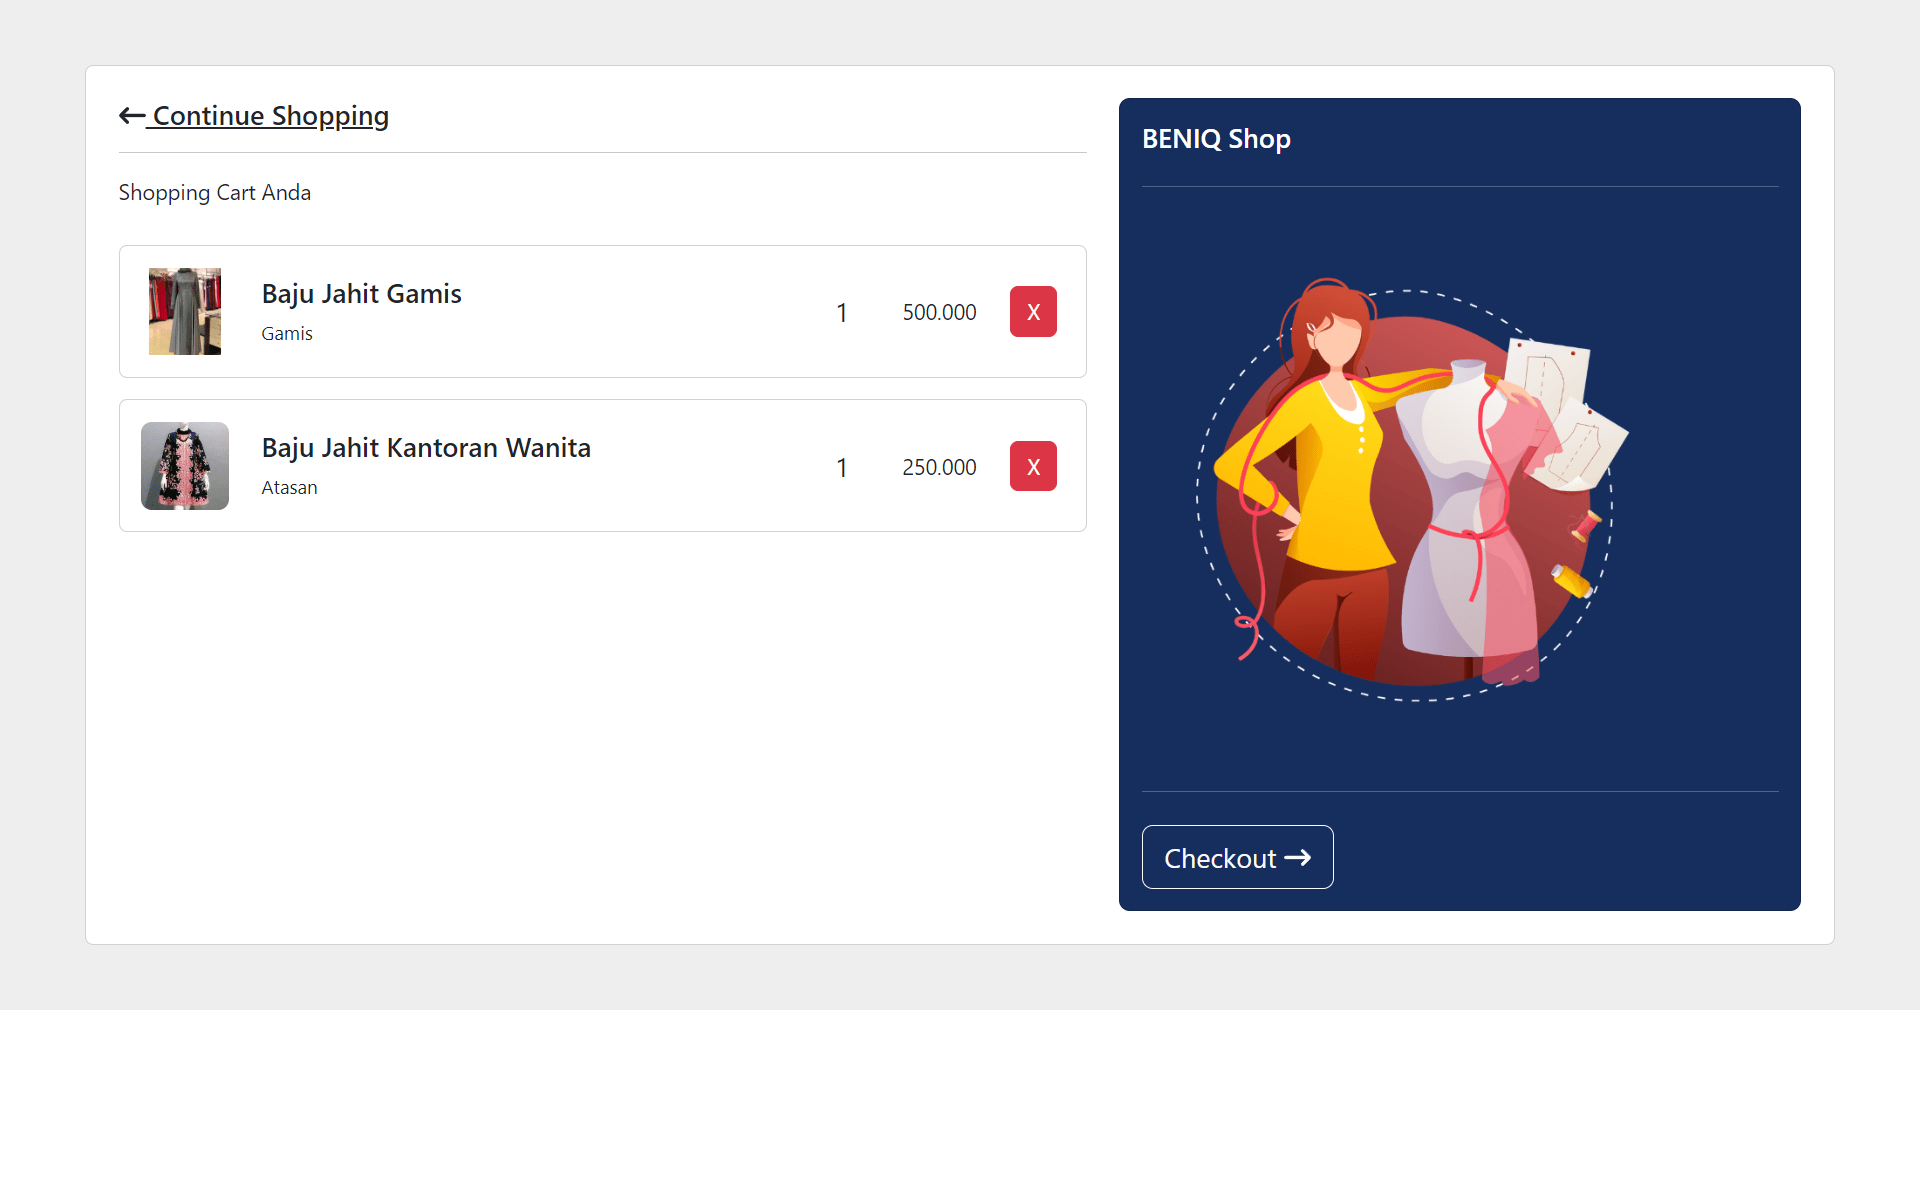 Continue Shopping
Shopping Cart Anda
Baju Jahit Gamis
Gamis
1
500.000
X
Baju Jahit Kantoran Wanita
Atasan
1
250.000
X
BENIQ Shop
Checkout